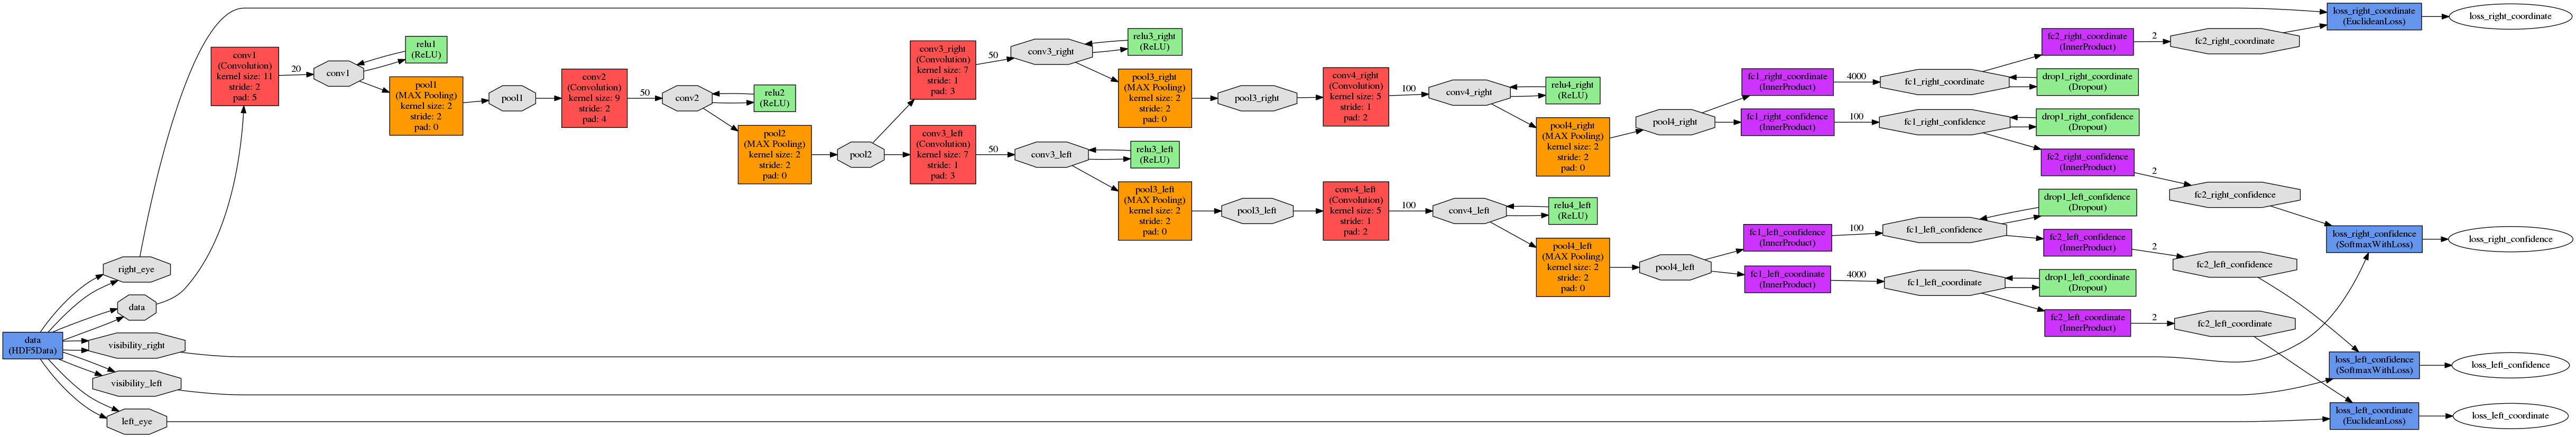 data
(HDF5Data)
right_eye
data
visibility_right
visibility_left
left_eye
conv1
(Convolution)
kernel size: 11
stride: 2
pad: 5
20
conv1
relu1
(ReLU)
pool1
(MAX Pooling)
kernel size: 2
stride: 2
pad: 0
pool1
conv2
(Convolution)
kernel size: 9
stride: 2
pad: 4
50
conv2
relu2
(ReLU)
pool2
(MAX Pooling)
kernel size: 2
stride: 2
pad: 0
pool2
conv3_right
(Convolution)
kernel size: 7
stride: 1
pad: 3
50
conv3_right
relu3_right
(ReLU)
pool3_right
(MAX Pooling)
kernel size: 2
stride: 2
pad: 0
pool3_right
conv4_right
(Convolution)
kernel size: 5
stride: 1
pad: 2
100
conv4_right
relu4_right
(ReLU)
pool4_right
(MAX Pooling)
kernel size: 2
stride: 2
pad: 0
pool4_right
conv3_left
(Convolution)
kernel size: 7
stride: 1
pad: 3
50
conv3_left
relu3_left
(ReLU)
pool3_left
(MAX Pooling)
kernel size: 2
stride: 2
pad: 0
pool3_left
conv4_left
(Convolution)
kernel size: 5
stride: 1
pad: 2
100
conv4_left
relu4_left
(ReLU)
pool4_left
(MAX Pooling)
kernel size: 2
stride: 2
pad: 0
pool4_left
fc1_right_coordinate
(InnerProduct)
4000
fc1_right_coordinate
fc2_right_coordinate
(InnerProduct)
2
fc2_right_coordinate
drop1_right_coordinate
(Dropout)
fc1_right_confidence
(InnerProduct)
100
fc1_right_confidence
drop1_right_confidence
(Dropout)
fc2_right_confidence
(InnerProduct)
2
fc2_right_confidence
fc1_left_confidence
(InnerProduct)
100
fc1_left_confidence
drop1_left_confidence
(Dropout)
fc2_left_confidence
(InnerProduct)
2
fc2_left_confidence
fc1_left_coordinate
(InnerProduct)
4000
fc1_left_coordinate
drop1_left_coordinate
(Dropout)
fc2_left_coordinate
(InnerProduct)
2
fc2_left_coordinate
loss_right_coordinate
(EuclideanLoss)
loss_right_coordinate
loss_right_confidence
(SoftmaxWithLoss)
loss_right_confidence
loss_left_confidence
(SoftmaxWithLoss)
loss_left_confidence
loss_left_coordinate
(EuclideanLoss)
loss_left_coordinate